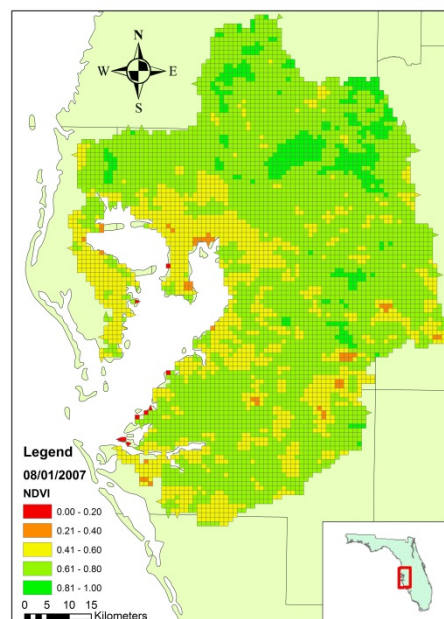 N
W E
S
Legend
08/01/2007
NDVI
0.00 - 0.20
0.21 - 0.40
0.41 - 0.60
0.61 - 0.80
0.81 - 1.00
0 5 10 15
Kilometers